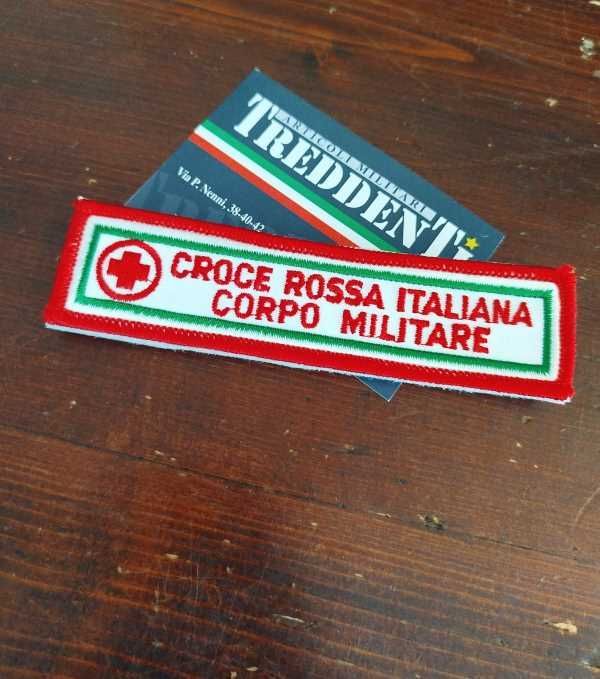 ARTICOLI MILITARI
TREDDENTI
Via P. Nenni, 38-40-42
CROCE ROSSA ITALIANA
CORPO MILITARE